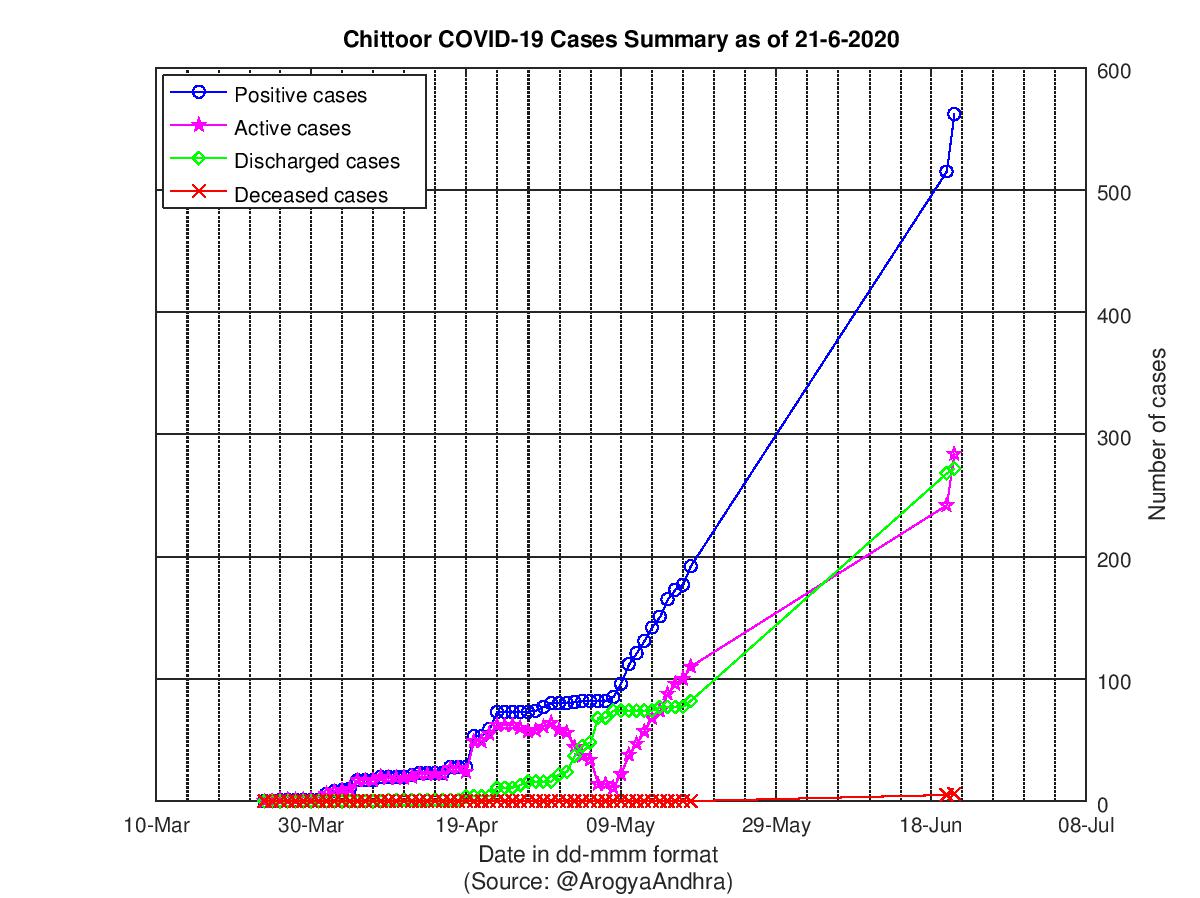 Chittoor COVID-19 Cases Summary as of 21-6-2020
Positive cases
Active cases
Discharged cases
Deceased cases
600
500
400
300
200
100
0
Number of cases
10-Mar 30-Mar 19-Apr 09-May 29-May 18-Jun 08-Jul
Date in dd-mmm format
(Source: @ArogyaAndhra)